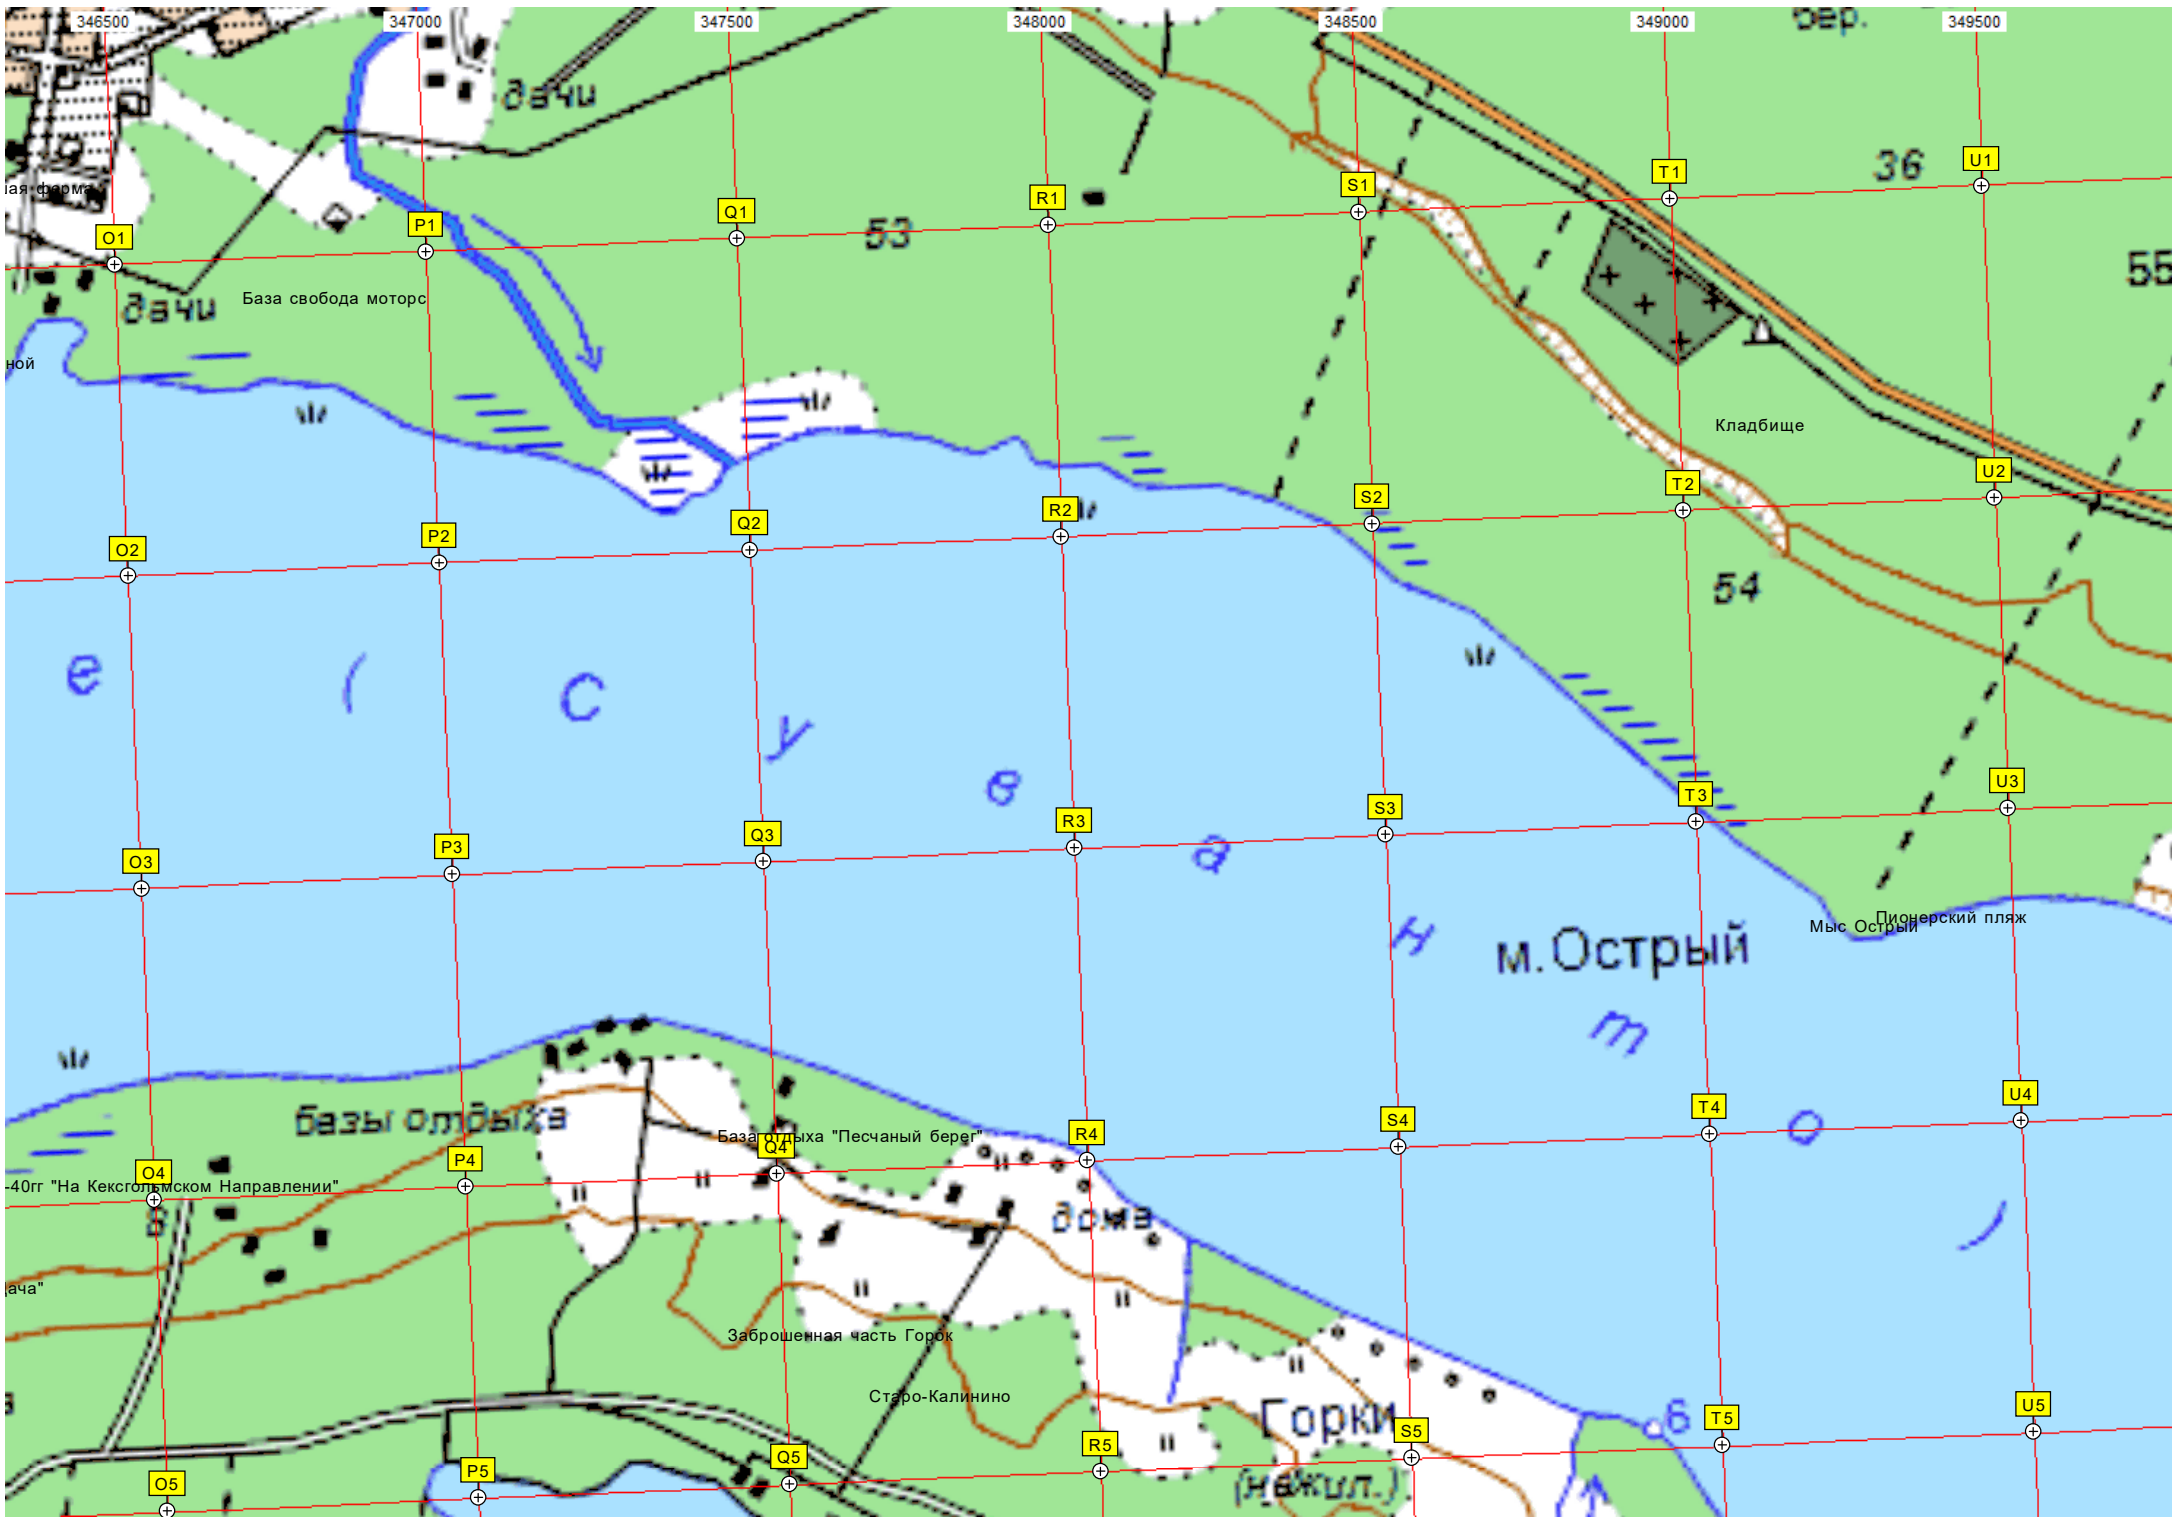 346500 347000 347500 348000 348500 349000 349500
бер.
дачи
36
U1
T1
S1
R1
Q1
P1
O1
53
55
дачи
База свобода моторс
ной
Кладбище
U2
T2
S2
R2
Q2
P2
O2
54
е ( С у в а н т о )
U3
T3
S3
R3
Q3
P3
O3
Пионерский пляж
Мыс Острый
м.Острый
базы отдыха
База отдыха "Песчаный берег"
U4
T4
S4
R4
Q4
P4
O4
-40гг "На Кексгольмском Направлении"
дома
ача"
Заброшенная часть Горок
Старо-Калинино
Горки
(нежил.)
6
U5
T5
S5
R5
Q5
P5
O5